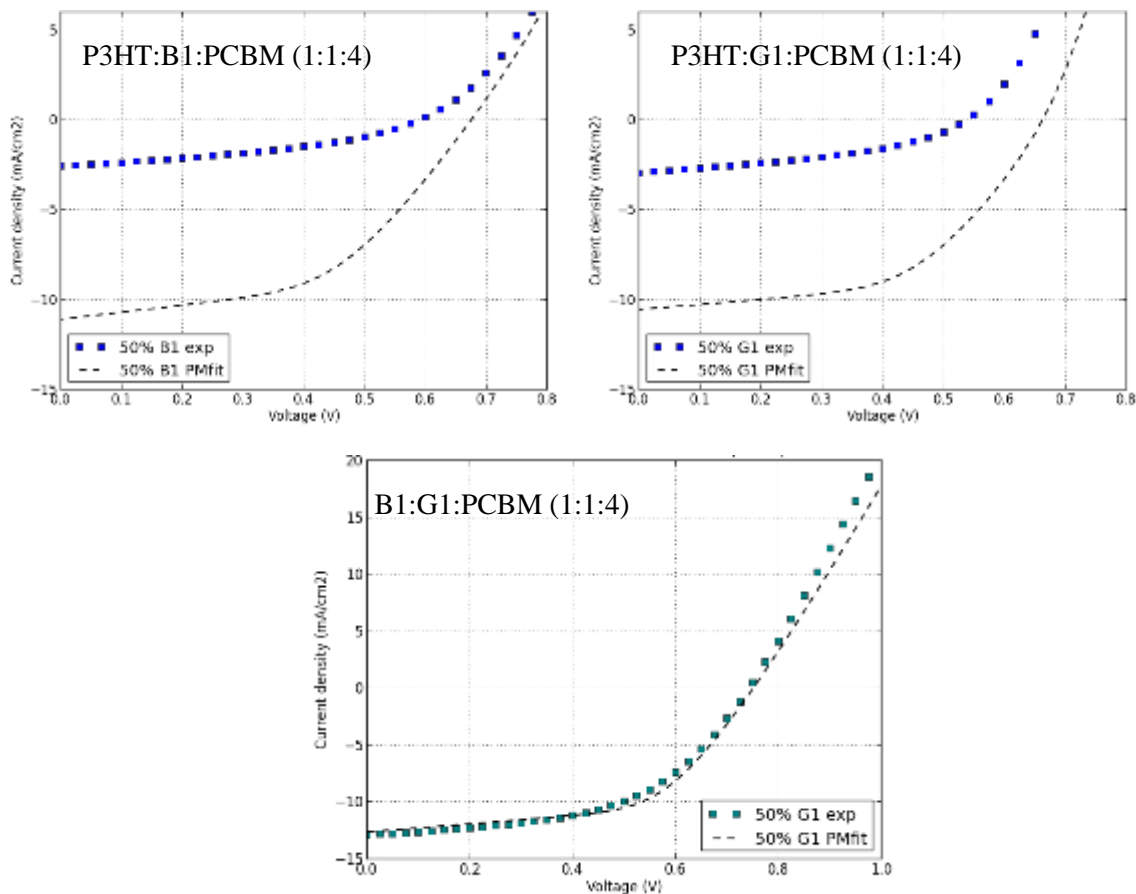 P3HT:B1:PCBM (1:1:4)
5
0
−5
−10
−15
Current density (mA/cm2)
50% B1 exp
50% B1 PMfit
0.0 0.1 0.2 0.3 0.4 0.5 0.6 0.7 0.8
Voltage (V)
P3HT:G1:PCBM (1:1:4)
5
0
−5
−10
−15
Current density (mA/cm2)
50% G1 exp
50% G1 PMfit
0.0 0.1 0.2 0.3 0.4 0.5 0.6 0.7 0.8
Voltage (V)
B1:G1:PCBM (1:1:4)
20
15
10
5
0
−5
−10
−15
Current density (mA/cm2)
50% G1 exp
50% G1 PMfit
0.0 0.2 0.4 0.6 0.8 1.0
Voltage (V)